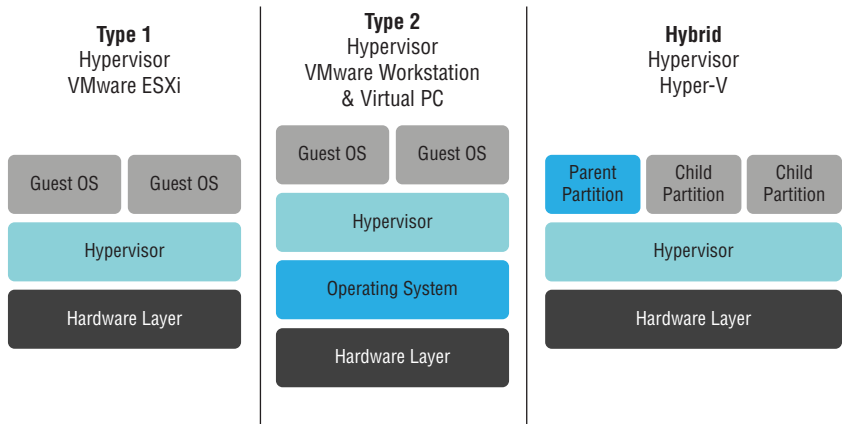 Type 1
Hypervisor
VMware ESXi
Guest OS
Guest OS
Hypervisor
Hardware Layer
Type 2
Hypervisor
VMware Workstation
& Virtual PC
Guest OS
Guest OS
Hypervisor
Operating System
Hardware Layer
Hybrid
Hypervisor
Hyper-V
Parent
Partition
Child
Partition
Child
Partition
Hypervisor
Hardware Layer